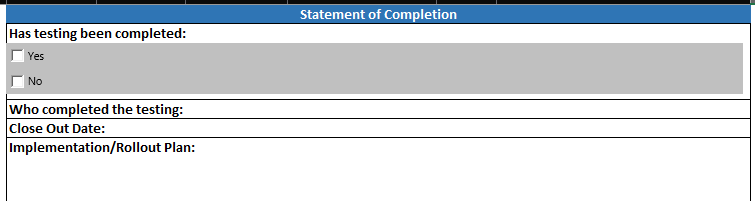 Statement of Completion
Has testing been completed:
Yes
No
Who completed the testing:
Close Out Date:
Implementation/Rollout Plan: